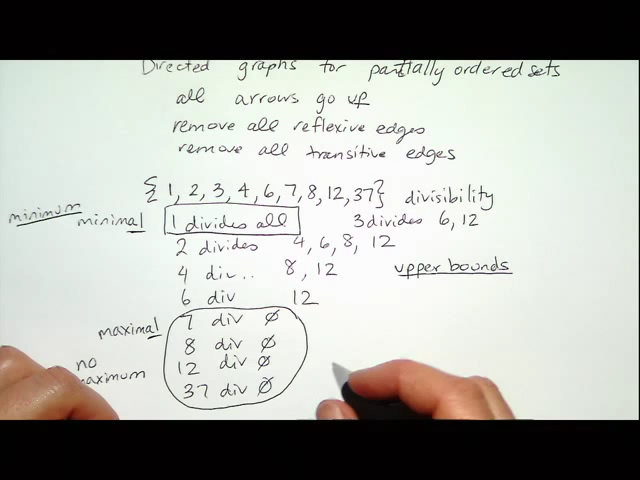 Directed graphs for partially ordered sets
all arrows go up
remove all reflexive edges
remove all transitive edges
{1, 2, 3, 4, 6, 7, 8, 12, 37} divisibility
minimum
minimal 1 divides all 3 divides 6, 12
2 divides 4, 6, 8, 12
4 div .. 8, 12
upper bounds
6 div 12
maximal 7 div ∅
8 div ∅
no
maximum 12 div ∅
37 div ∅